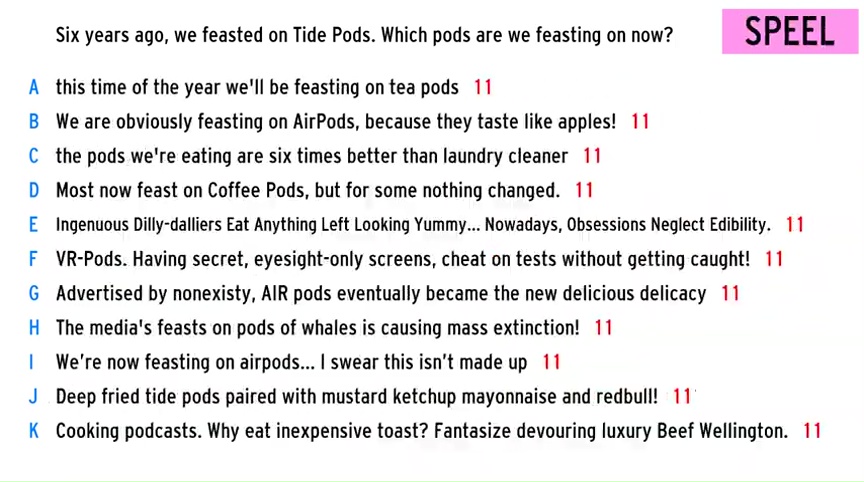 Six years ago, we feasted on Tide Pods. Which pods are we feasting on now?
SPEEL
A this time of the year we'll be feasting on tea pods 11
B We are obviously feasting on AirPods, because they taste like apples! 11
C the pods we're eating are six times better than laundry cleaner 11
D Most now feast on Coffee Pods, but for some nothing changed. 11
E Ingenuous Dilly-dalliers Eat Anything Left Looking Yummy... Nowadays, Obsessions Neglect Edibility. 11
F VR-Pods. Having secret, eyesight-only screens, cheat on tests without getting caught! 11
G Advertised by nonexisty, AIR pods eventually became the new delicious delicacy 11
H The media's feasts on pods of whales is causing mass extinction! 11
I We're now feasting on airpods... I swear this isn't made up 11
J Deep fried tide pods paired with mustard ketchup mayonnaise and redbull! 11
K Cooking podcasts. Why eat inexpensive toast? Fantasize devouring luxury Beef Wellington. 11